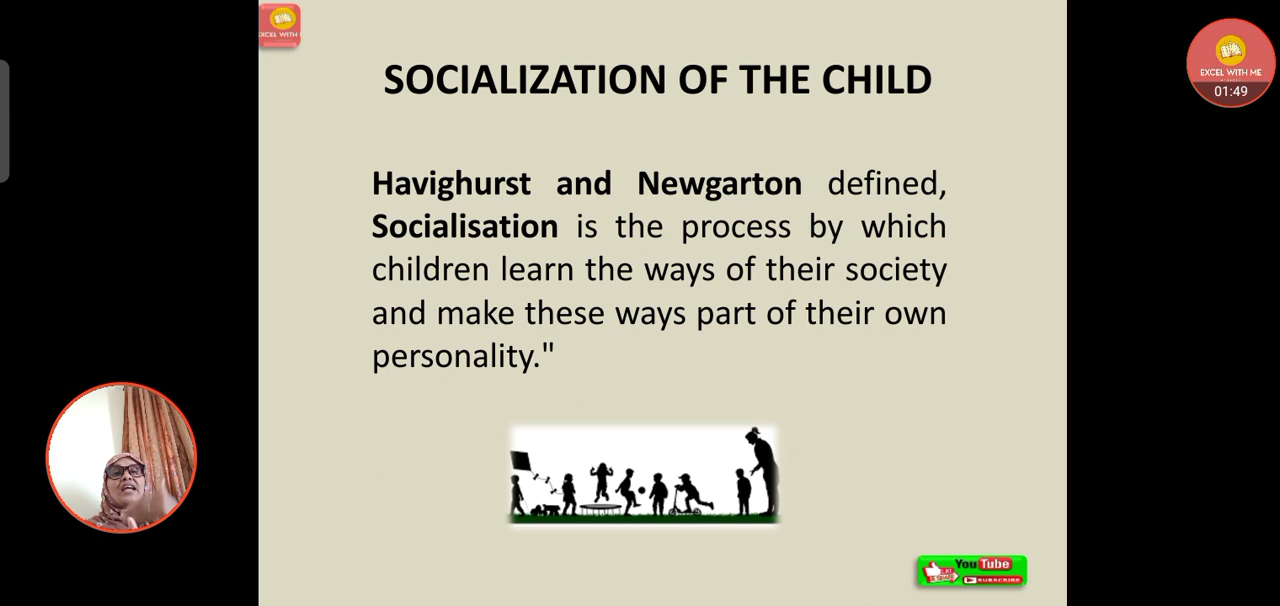 EXCEL WITH
SOCIALIZATION OF THE CHILD
EXCEL WITH ME
01:49
Havighurst and Newgarton defined,
Socialisation is the process by which
children learn the ways of their society
and make these ways part of their own
personality."
YouTube
SUBSCRIBE